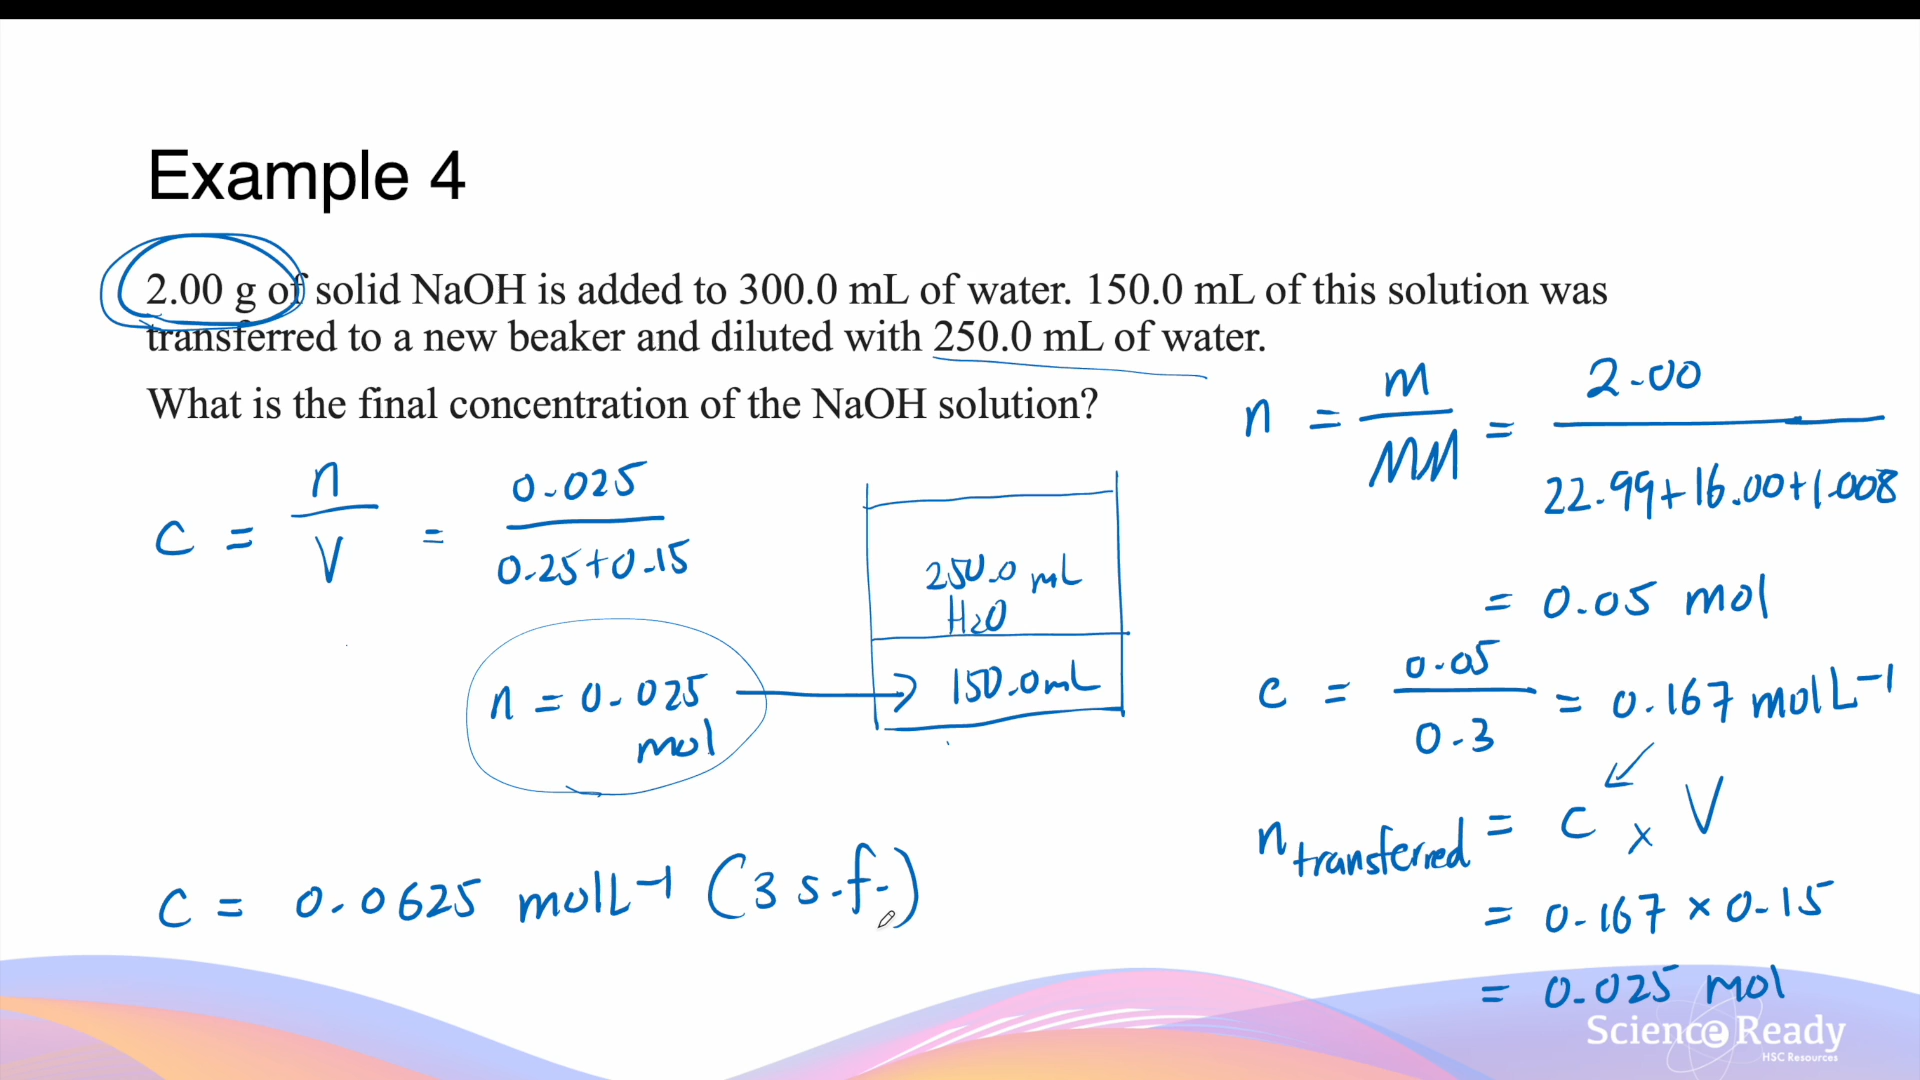 Example 4
2.00 g of solid NaOH is added to 300.0 mL of water. 150.0 mL of this solution was
transferred to a new beaker and diluted with 250.0 mL of water.
What is the final concentration of the NaOH solution?
n = m/MM = 2.00/22.99+16.00+1.008
= 0.05 mol
c = 0.05/0.3 = 0.167 mol L⁻¹
n transferred = c × V
= 0.167 × 0.15
= 0.025 mol
c = n/V = 0.025/0.25+0.15
250.0 mL
H₂O
150.0mL
n = 0.025
mol
c = 0.0625 mol L⁻¹ (3 s.f.)
Science Ready
HSC Resources